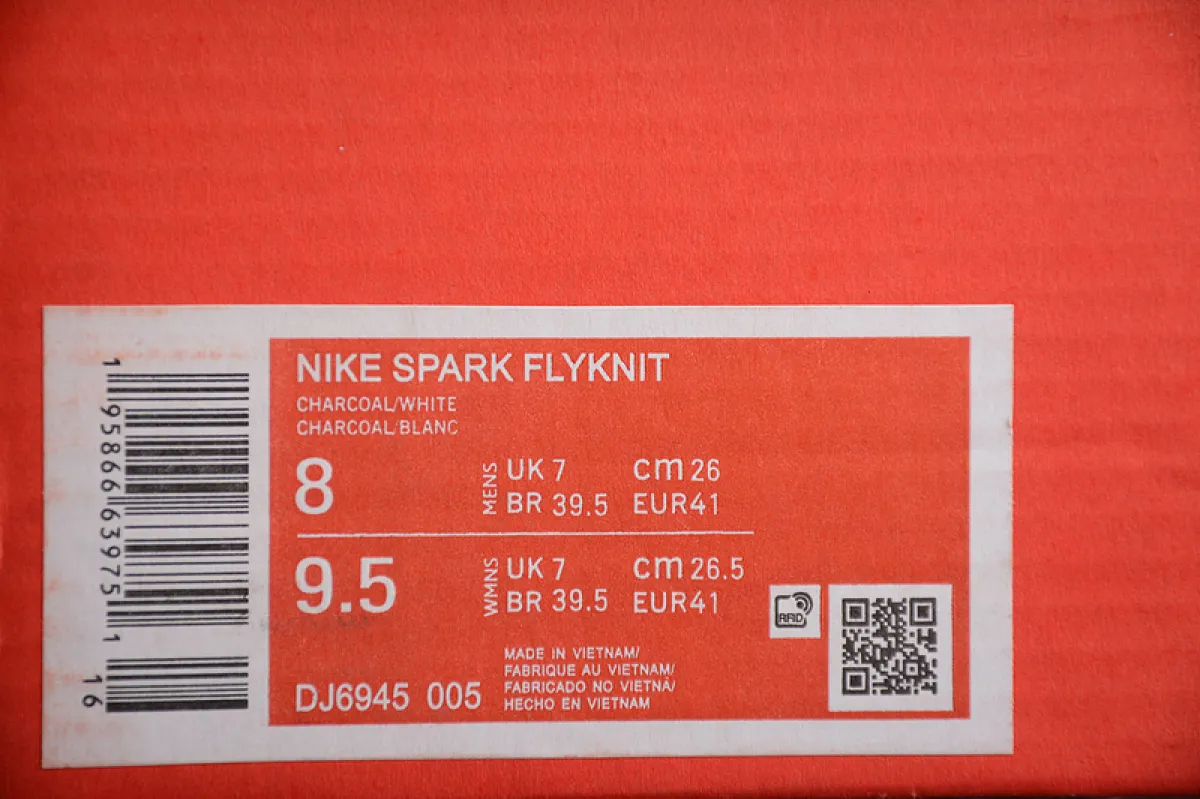 NIKE SPARK FLYKNIT
CHARCOAL/WHITE
CHARCOAL/BLANC
8
MENS
UK 7
cm 26
BR 39.5
EUR41
9.5
WMNS
UK 7
cm 26.5
BR 39.5
EUR41
DJ6945 005
MADE IN VIETNAM/
FABRIQUE AU VIETNAM/
FABRICADO NO VIETNÃ/
HECHO EN VIETNAM
RFID
1 95866 63975 1
16